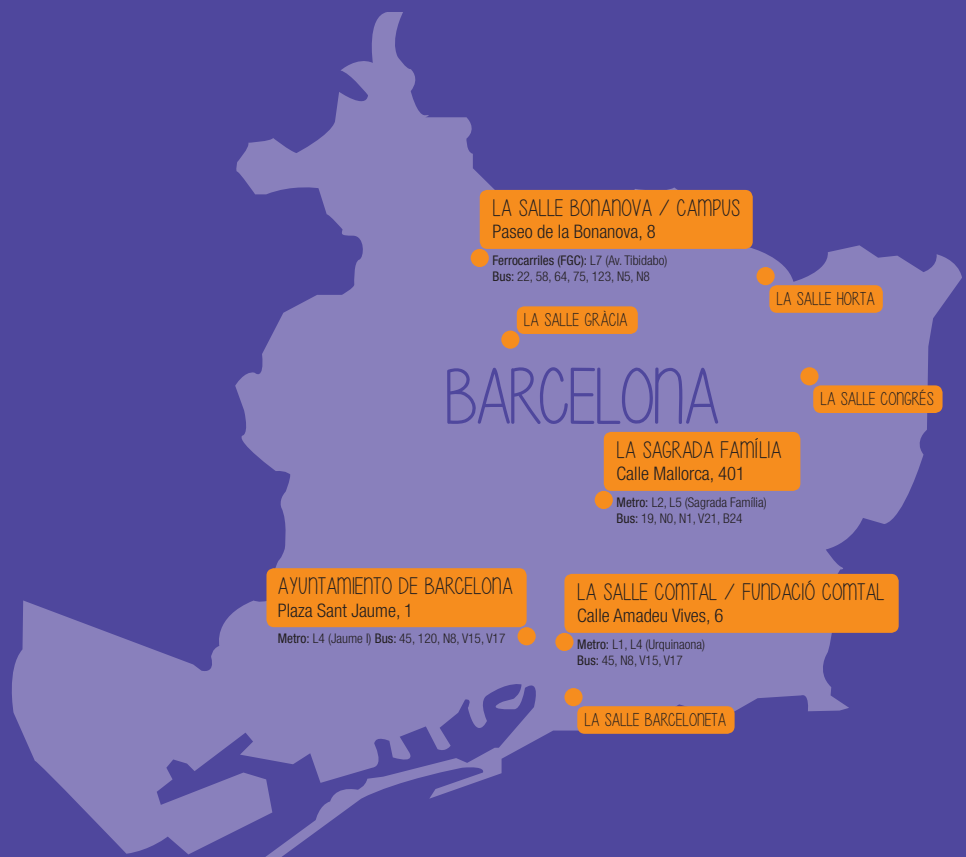 LA SALLE BONANOVA / CAMPUS
Paseo de la Bonanova, 8
Ferrocarriles (FGC): L7 (Av. Tibidabo)
Bus: 22, 58, 64, 75, 123, N5, N8
LA SALLE HORTA
LA SALLE GRÀCIA
BARCELONA
LA SALLE CONGRÉS
LA SAGRADA FAMÍLIA
Calle Mallorca, 401
Metro: L2, L5 (Sagrada Família)
Bus: 19, N0, N1, V21, B24
AYUNTAMIENTO DE BARCELONA
Plaza Sant Jaume, 1
Metro: L4 (Jaume I) Bus: 45, 120, N8, V15, V17
LA SALLE COMTAL / FUNDACIÓ COMTAL
Calle Amadeu Vives, 6
Metro: L1, L4 (Urquinaona)
Bus: 45, N8, V15, V17
LA SALLE BARCELONETA